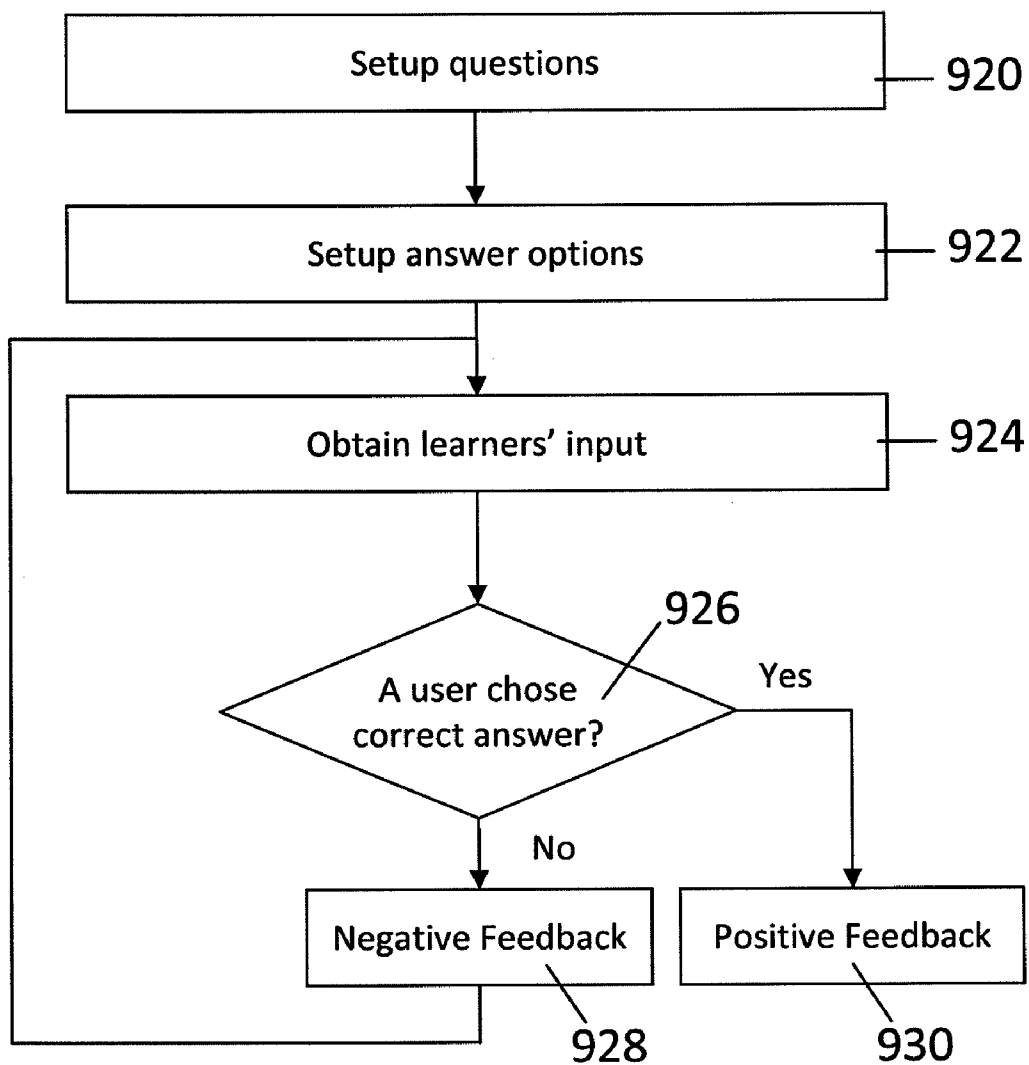 Setup questions
920
Setup answer options
922
Obtain learners’ input
924
926
A user chose
correct answer?
Yes
No
Negative Feedback
Positive Feedback
928
930